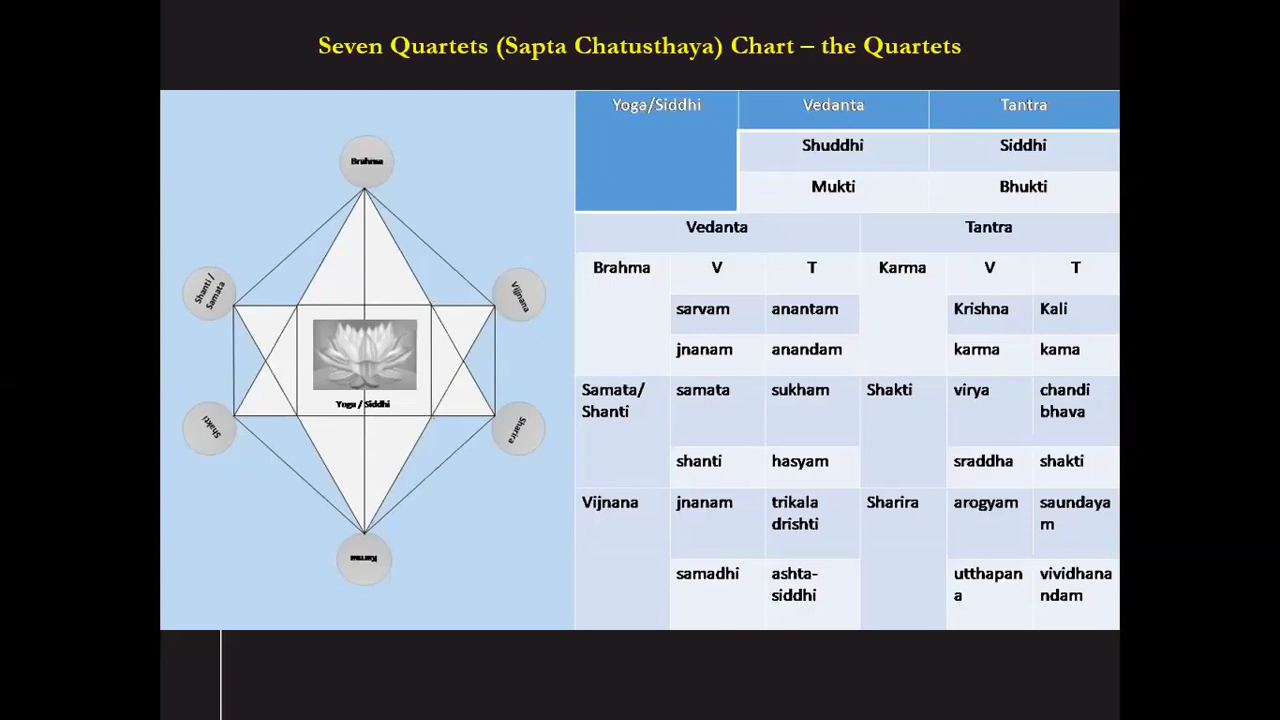 Seven Quartets (Sapta Chatusthaya) Chart – the Quartets
Brahma
Shanti /
Samata
Vijnana
Yoga / Siddhi
Shakti
Sharira
Karma
Yoga/Siddhi Vedanta Tantra
Shuddhi Siddhi
Mukti Bhukti
Vedanta Tantra
Brahma V T Karma V T
sarvam anantam Krishna Kali
jnanam anandam karma kama
Samata/ samata sukham Shakti virya chandi
Shanti bhava
shanti hasyam sraddha shakti
Vijnana jnanam trikala Sharira arogyam saundaya
drishti m
samadhi ashta- utthapan vividhana
siddhi a ndam